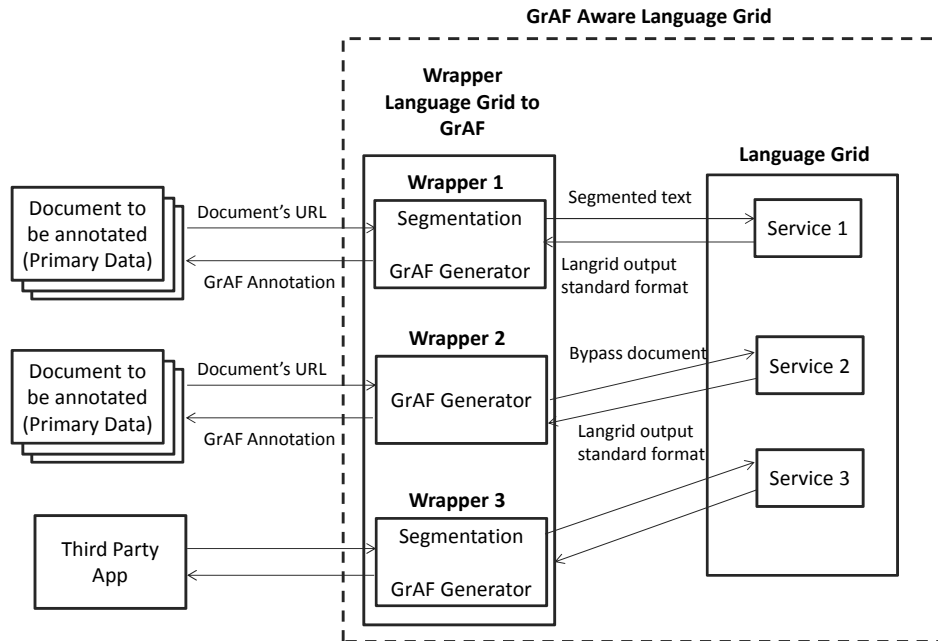 GrAF Aware Language Grid
Wrapper
Language Grid to
GrAF
Language Grid
Wrapper 1
Document to
be annotated
(Primary Data)
Document's URL
GrAF Annotation
Segmentation
GrAF Generator
Segmented text
Langrid output
standard format
Service 1
Wrapper 2
Document to
be annotated
(Primary Data)
Document's URL
GrAF Annotation
GrAF Generator
Bypass document
Service 2
Langrid output
standard format
Wrapper 3
Third Party
App
Segmentation
GrAF Generator
Service 3